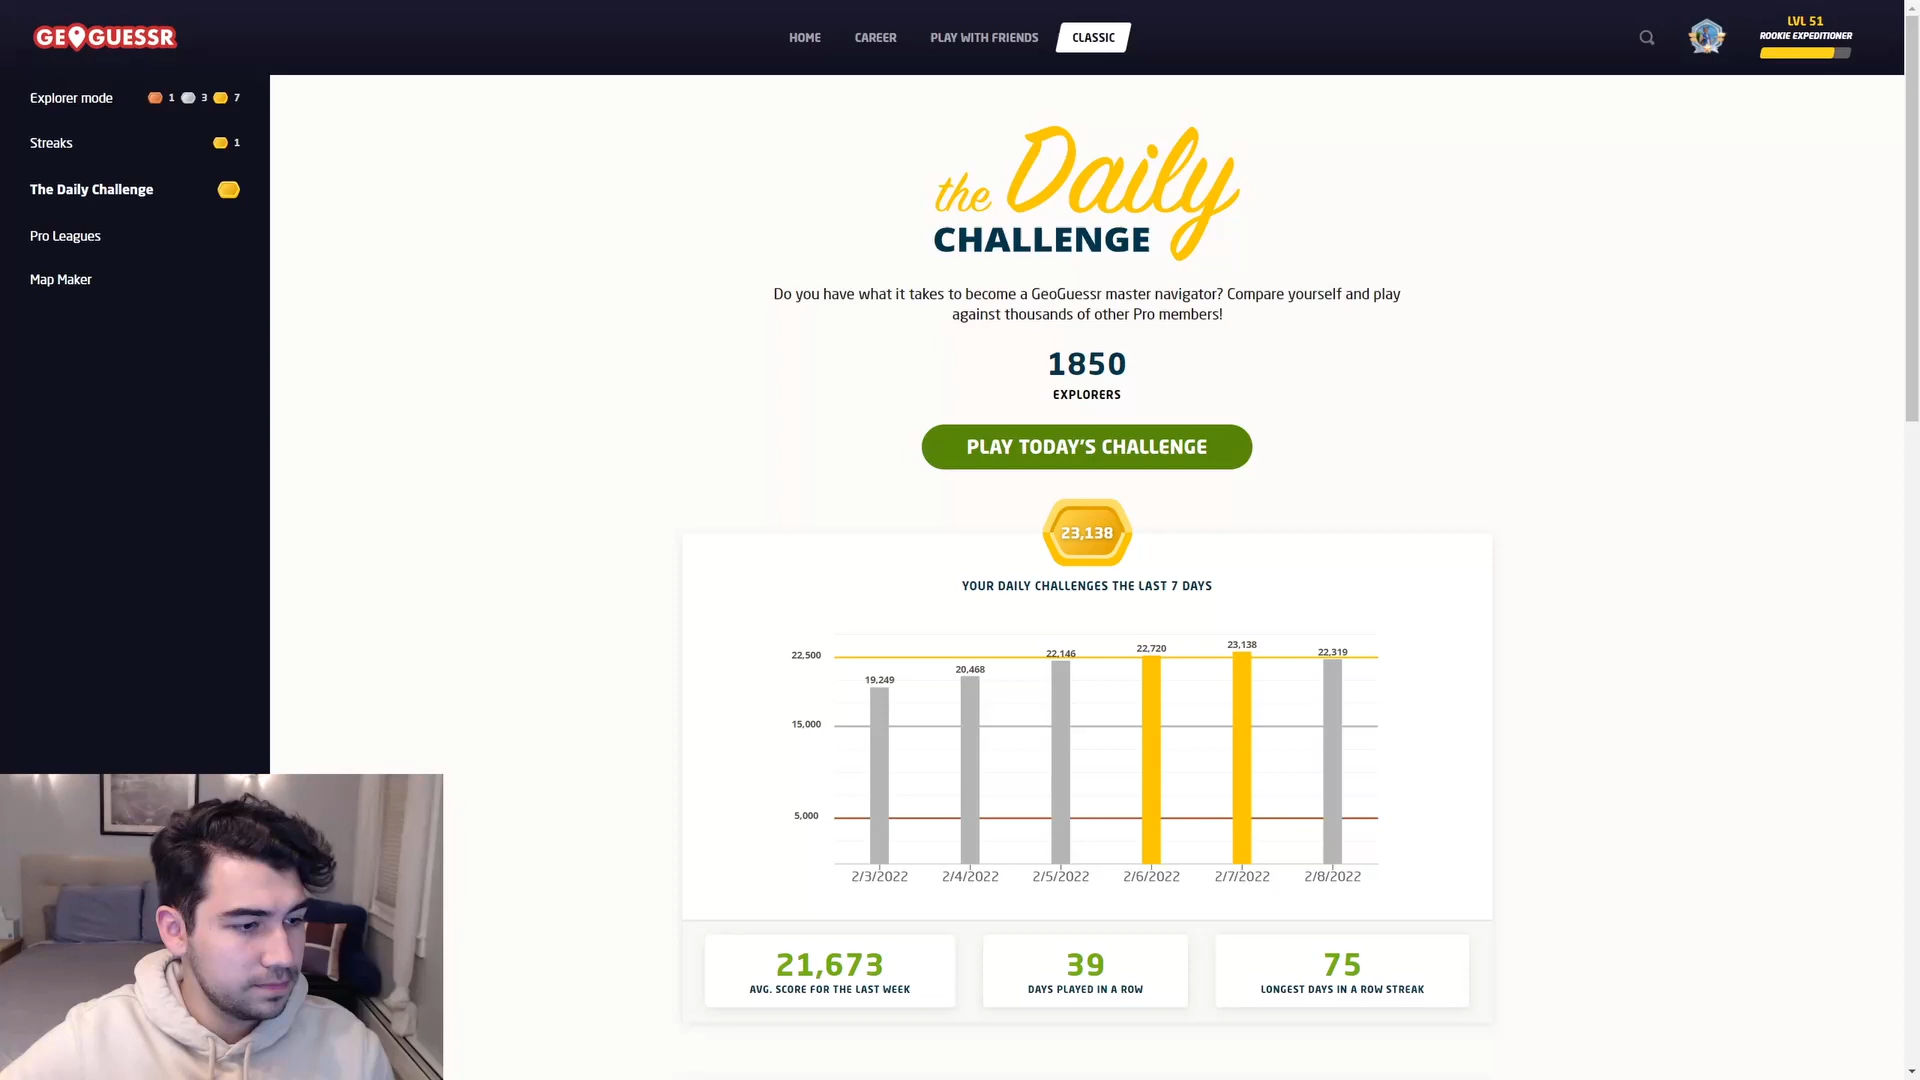 GEOGUESSR
HOME CAREER PLAY WITH FRIENDS CLASSIC
LVL 51
ROOKIE EXPEDITIONER
Explorer mode 1 3 7
Streaks 1
The Daily Challenge
Pro Leagues
Map Maker
the Daily
CHALLENGE
Do you have what it takes to become a GeoGuessr master navigator? Compare yourself and play
against thousands of other Pro members!
1850
EXPLORERS
PLAY TODAY'S CHALLENGE
23,138
YOUR DAILY CHALLENGES THE LAST 7 DAYS
22,500
15,000
5,000
19,249 20,468 22,146 22,720 23,138 22,319
2/3/2022 2/4/2022 2/5/2022 2/6/2022 2/7/2022 2/8/2022
21,673
AVG. SCORE FOR THE LAST WEEK
39
DAYS PLAYED IN A ROW
75
LONGEST DAYS IN A ROW STREAK